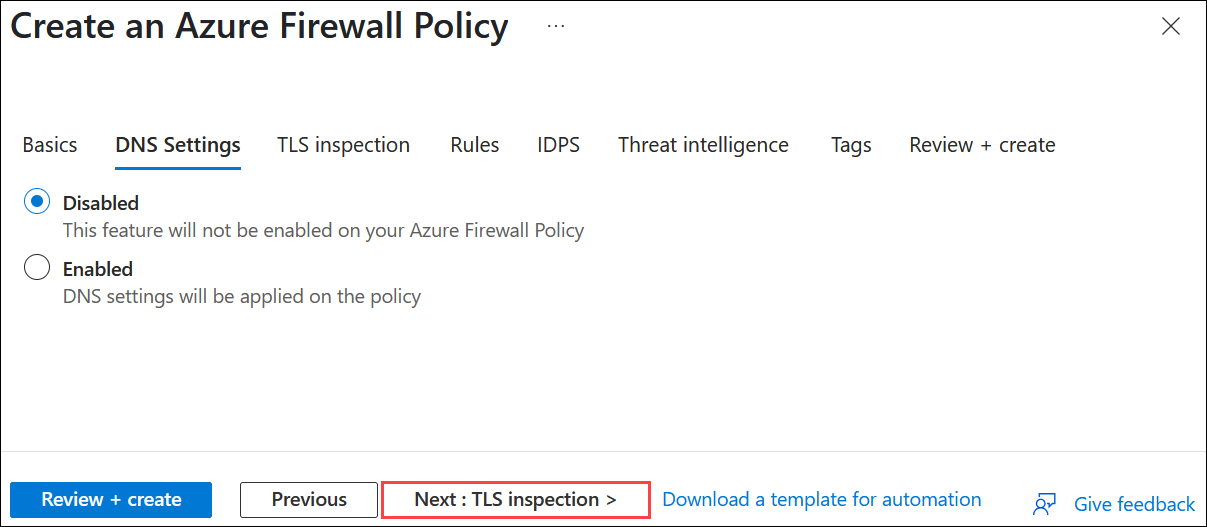 Create an Azure Firewall Policy ...
Basics DNS Settings TLS inspection Rules IDPS Threat intelligence Tags Review + create
Disabled
This feature will not be enabled on your Azure Firewall Policy
Enabled
DNS settings will be applied on the policy
Review + create Previous Next : TLS inspection > Download a template for automation Give feedback